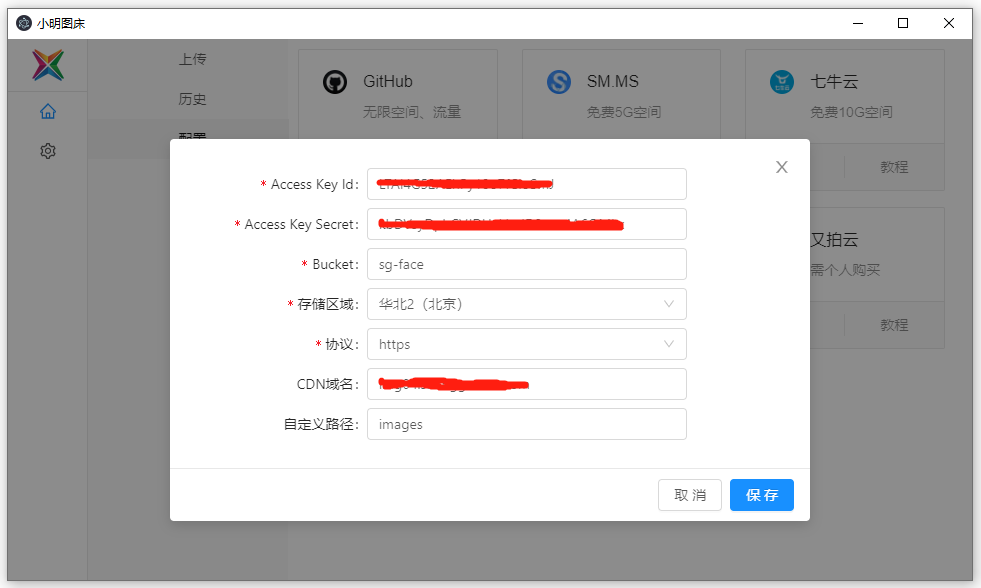 小明图床
上传
历史
配置
GitHub
无限空间、流量
SM.MS
免费5G空间
七牛云
免费10G空间
教程
又拍云
需个人购买
教程
* Access Key Id:
* Access Key Secret:
* Bucket: sg-face
* 存储区域: 华北2（北京）
* 协议: https
CDN域名:
自定义路径: images
取 消
保 存